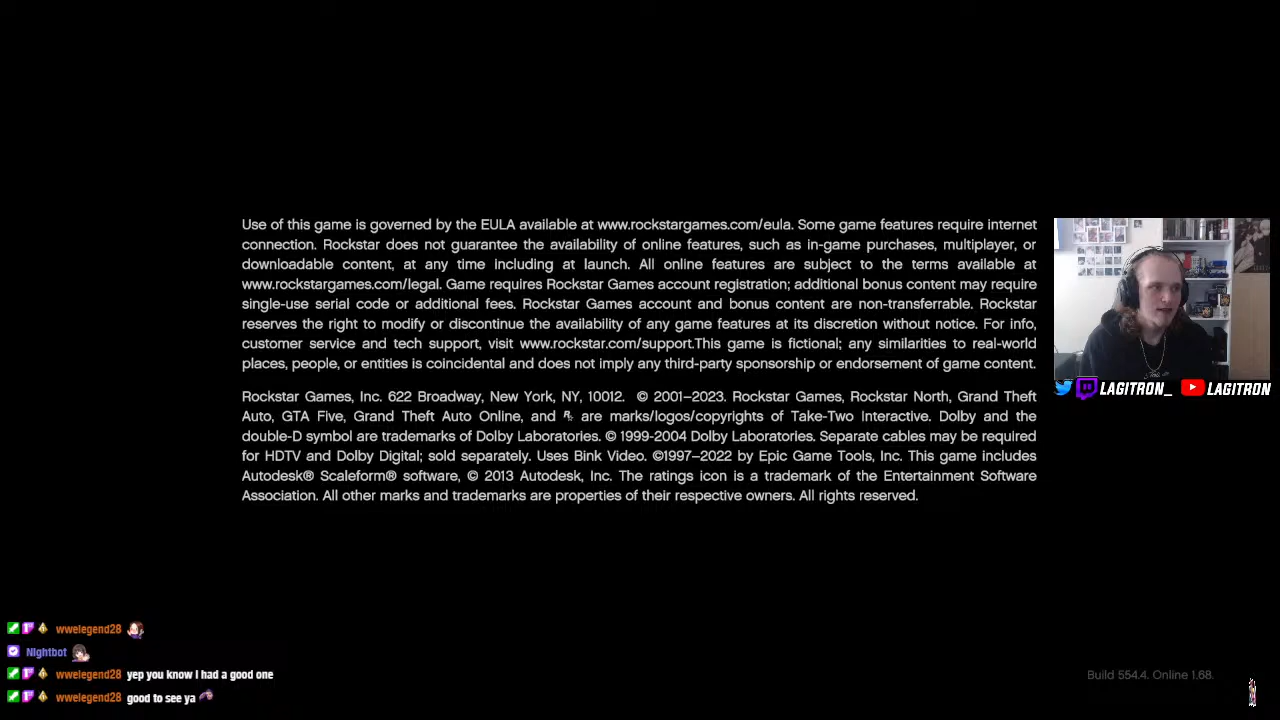 Use of this game is governed by the EULA available at www.rockstargames.com/eula. Some game features require internet
connection. Rockstar does not guarantee the availability of online features, such as in-game purchases, multiplayer, or
downloadable content, at any time including at launch. All online features are subject to the terms available at
www.rockstargames.com/legal. Game requires Rockstar Games account registration; additional bonus content may require
single-use serial code or additional fees. Rockstar Games account and bonus content are non-transferrable. Rockstar
reserves the right to modify or discontinue the availability of any game features at its discretion without notice. For info,
customer service and tech support, visit www.rockstar.com/support.This game is fictional; any similarities to real-world
places, people, or entities is coincidental and does not imply any third-party sponsorship or endorsement of game content.
Rockstar Games, Inc. 622 Broadway, New York, NY, 10012. © 2001–2023. Rockstar Games, Rockstar North, Grand Theft
Auto, GTA Five, Grand Theft Auto Online, and R* are marks/logos/copyrights of Take-Two Interactive. Dolby and the
double-D symbol are trademarks of Dolby Laboratories. © 1999-2004 Dolby Laboratories. Separate cables may be required
for HDTV and Dolby Digital; sold separately. Uses Bink Video. ©1997–2022 by Epic Game Tools, Inc. This game includes
Autodesk® Scaleform® software, © 2013 Autodesk, Inc. The ratings icon is a trademark of the Entertainment Software
Association. All other marks and trademarks are properties of their respective owners. All rights reserved.
LAGITRON_ LAGITRON
wwelegend28
Nightbot
wwelegend28 yep you know I had a good one
wwelegend28 good to see ya
Build 554.4. Online 1.68.